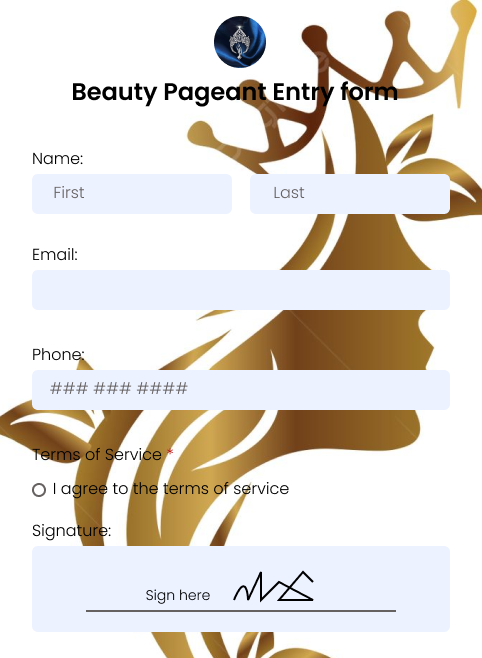 Beauty Pageant Entry form
Name:
First Last
Email:
Phone:
### ### ####
Terms of Service *
I agree to the terms of service
Signature:
Sign here